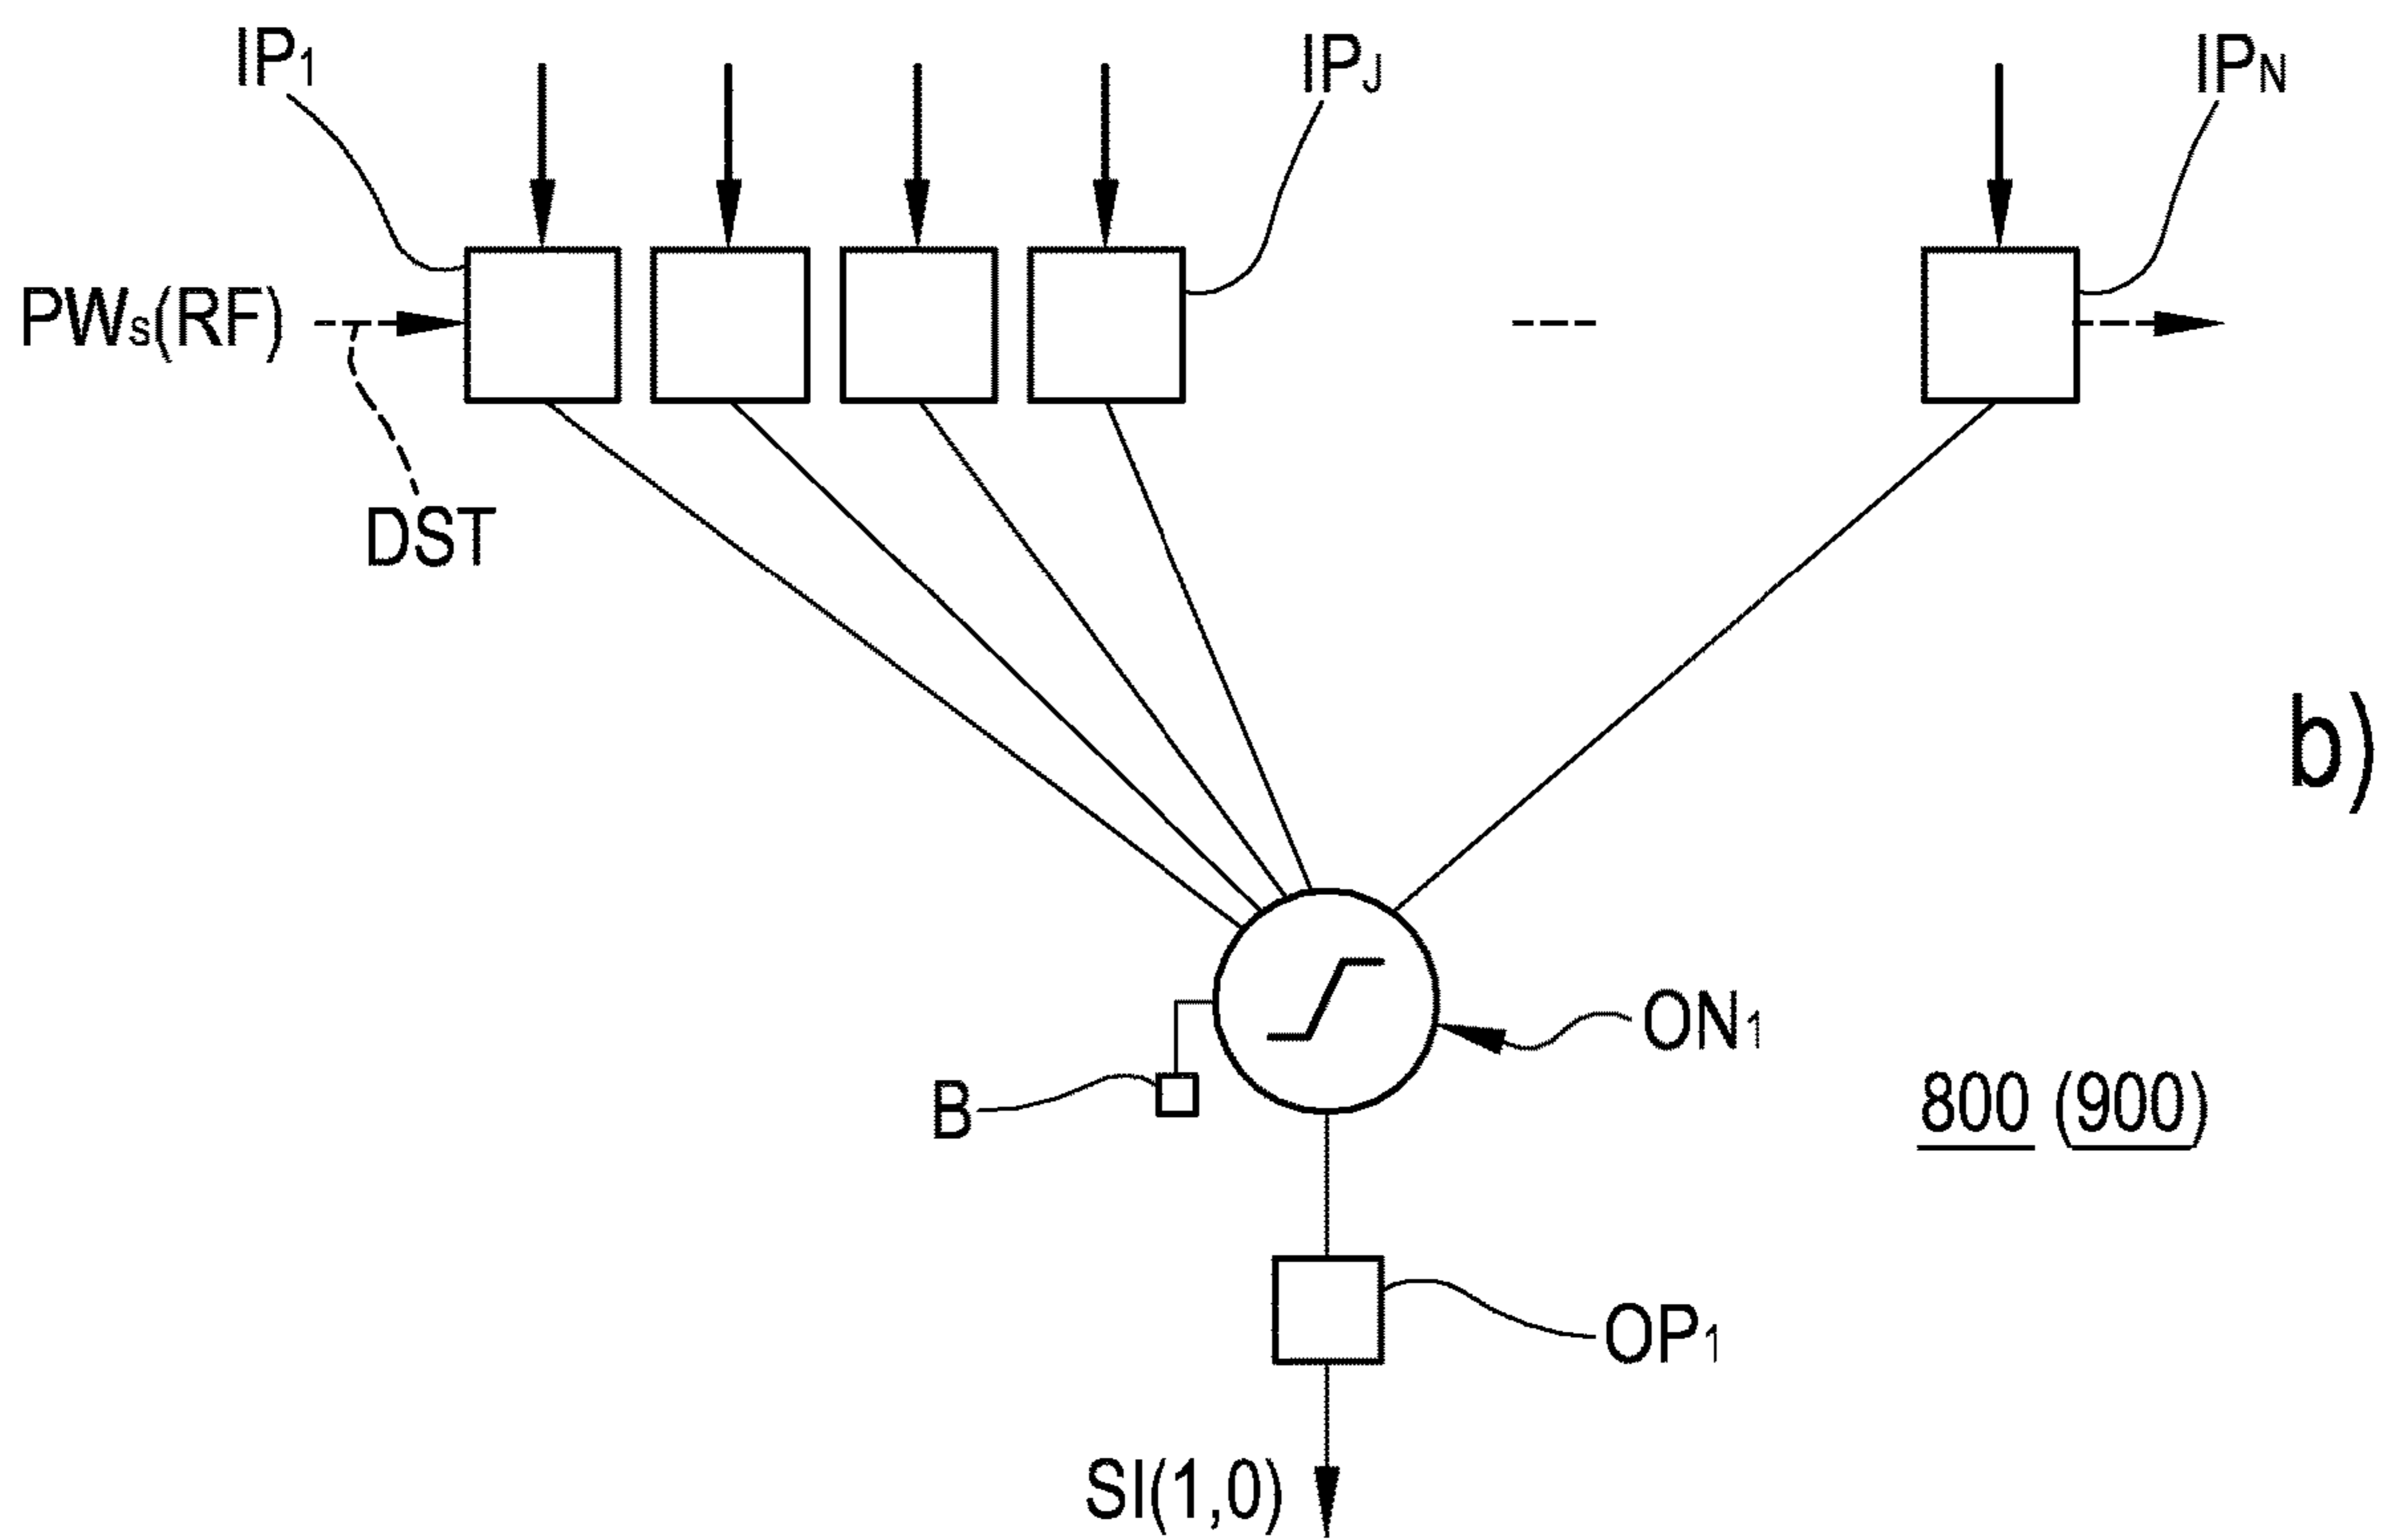 IP1
IPJ
IPN
PWs(RF)
DST
b)
ON1
B
800 (900)
OP1
SI(1,0)